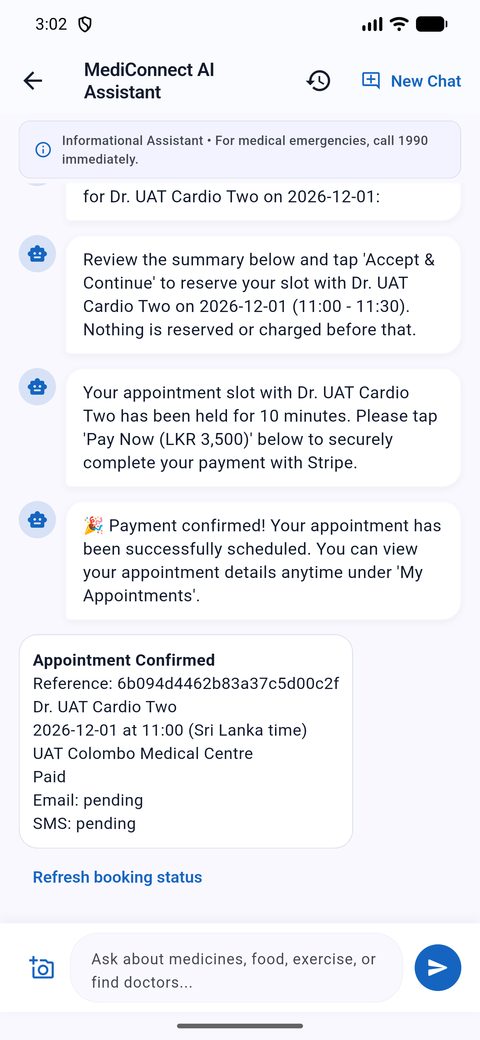 3:02
MediConnect AI
Assistant
New Chat
Informational Assistant • For medical emergencies, call 1990
immediately.
for Dr. UAT Cardio Two on 2026-12-01:
Review the summary below and tap 'Accept &
Continue' to reserve your slot with Dr. UAT
Cardio Two on 2026-12-01 (11:00 - 11:30).
Nothing is reserved or charged before that.
Your appointment slot with Dr. UAT Cardio
Two has been held for 10 minutes. Please tap
'Pay Now (LKR 3,500)' below to securely
complete your payment with Stripe.
🎉 Payment confirmed! Your appointment has
been successfully scheduled. You can view
your appointment details anytime under 'My
Appointments'.
Appointment Confirmed
Reference: 6b094d4462b83a37c5d00c2f
Dr. UAT Cardio Two
2026-12-01 at 11:00 (Sri Lanka time)
UAT Colombo Medical Centre
Paid
Email: pending
SMS: pending
Refresh booking status
Ask about medicines, food, exercise, or
find doctors...